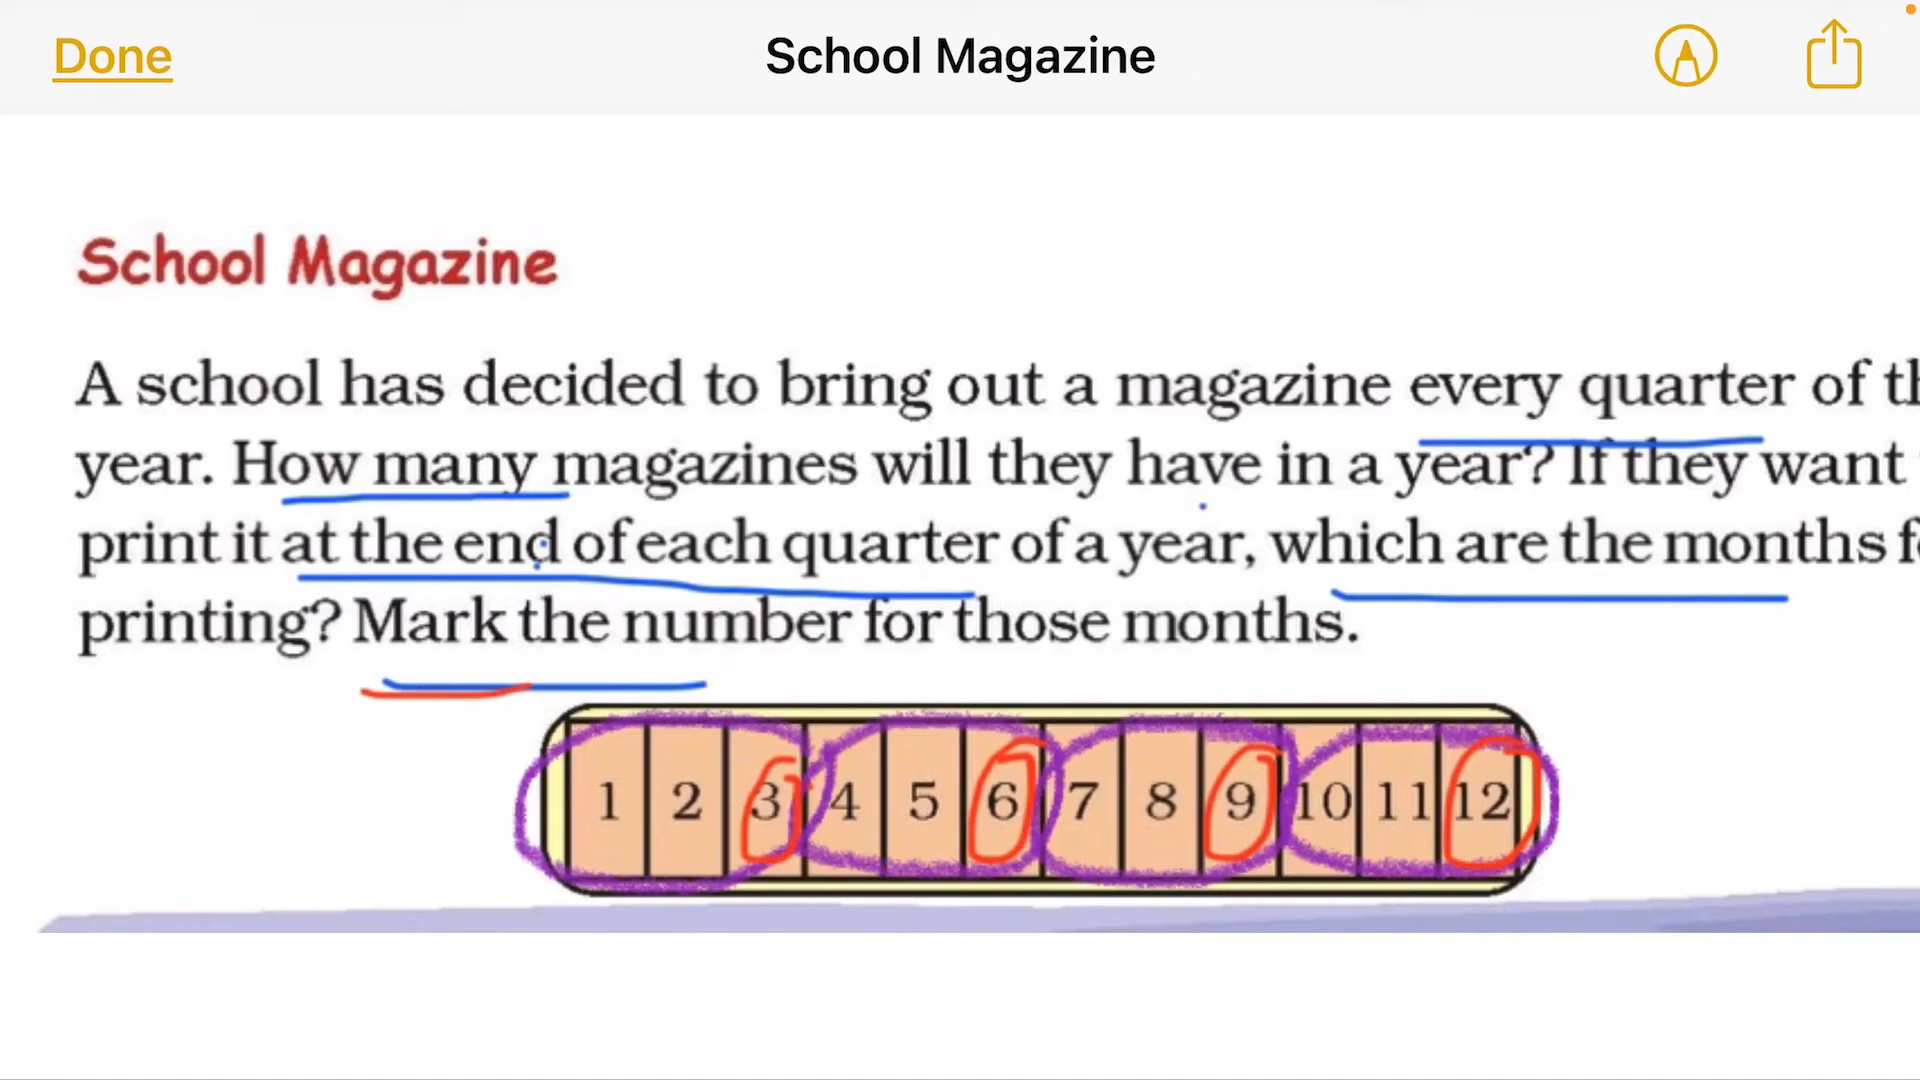 Done
School Magazine
School Magazine
A school has decided to bring out a magazine every quarter of th
year. How many magazines will they have in a year? If they want
print it at the end of each quarter of a year, which are the months f
printing? Mark the number for those months.
1 2 3 4 5 6 7 8 9 10 11 12